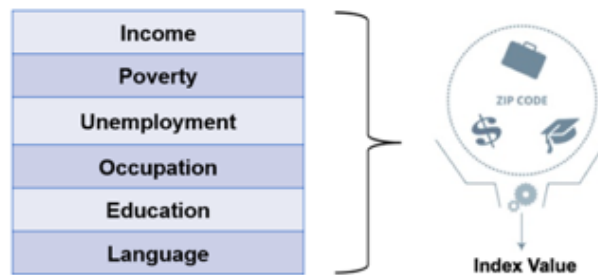 Income
Poverty
Unemployment
Occupation
Education
Language
ZIP CODE
Index Value